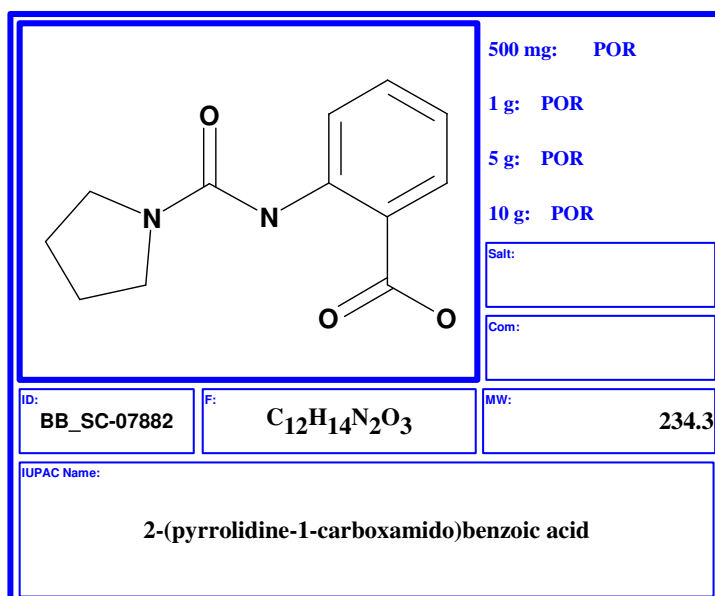 500 mg: POR
1 g: POR
5 g: POR
10 g: POR
O
N
N
O
O
Salt:
Com:
ID:
BB_SC-07882
F:
C12H14N2O3
MW:
234.3
IUPAC Name:
2-(pyrrolidine-1-carboxamido)benzoic acid